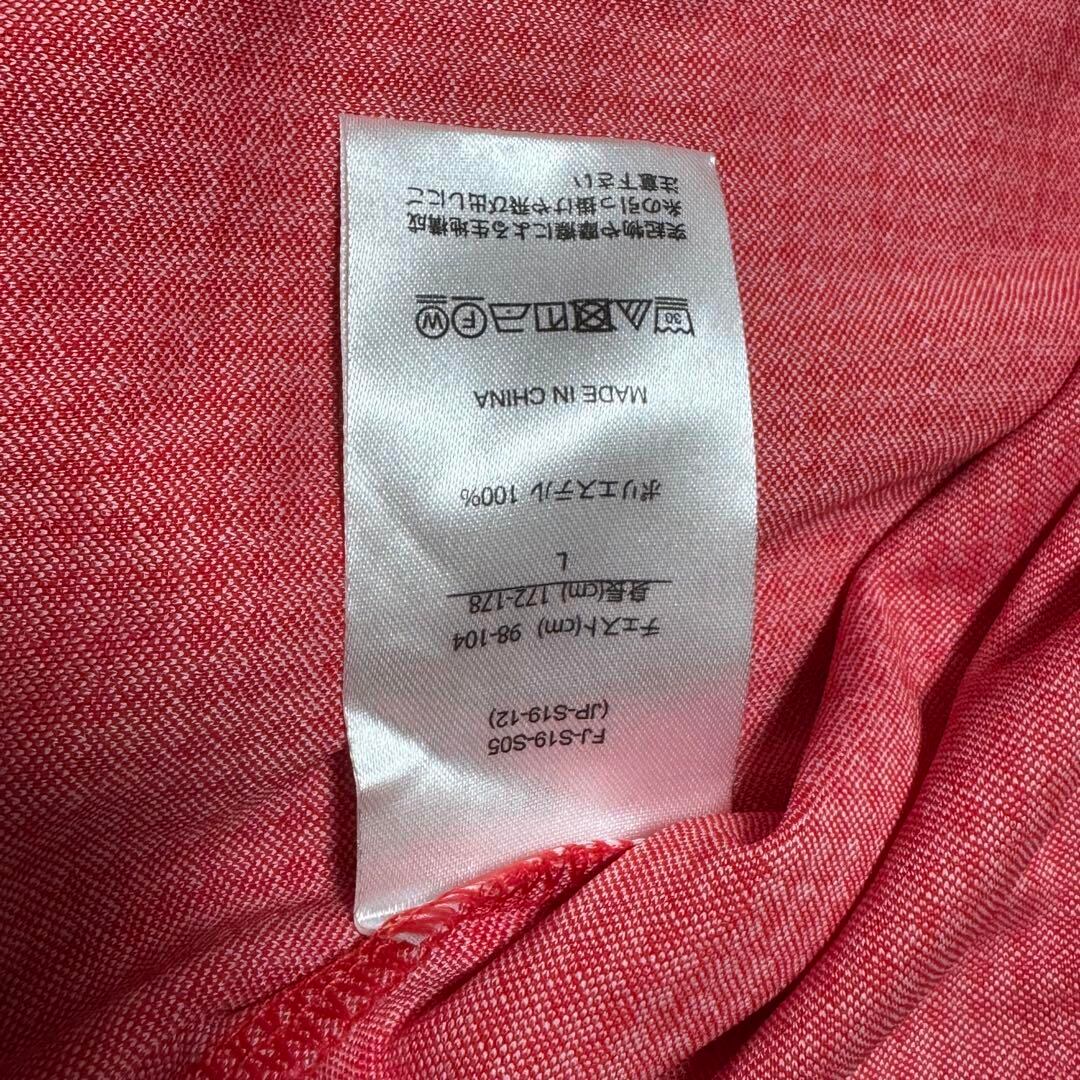 FJ-S19-S05
(JP-S19-12)
チェスト(cm) 98-104
身長(cm) 172-178
L
ポリエステル 100%
MADE IN CHINA
30
F
W
突起物や摩擦による生地構成
糸の引っ掛けや飛び出しにご
注意下さい